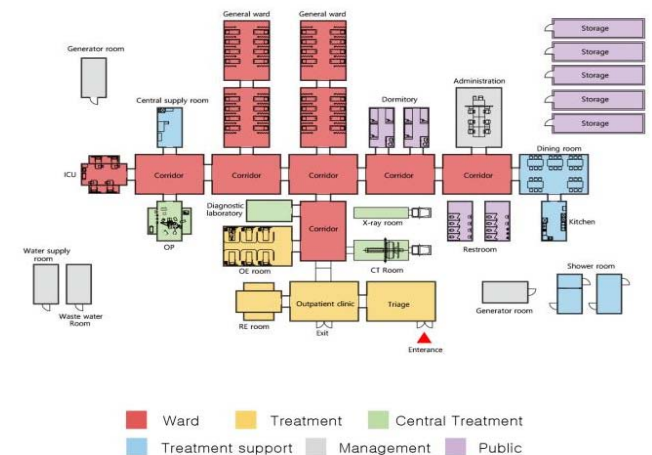 General ward
General ward
Storage
Storage
Storage
Storage
Storage
Generator room
Administration
Central supply room
Dormitory
Dining room
ICU
Corridor
Corridor
Corridor
Corridor
Corridor
Diagnostic
laboratory
Corridor
X-ray room
Kitchen
OP
Restroom
Water supply
room
OE room
CT Room
Shower room
Waste water
Room
RE room
Outpatient clinic
Triage
Generator room
Exit
Enterance
Ward
Treatment
Central Treatment
Treatment support
Management
Public